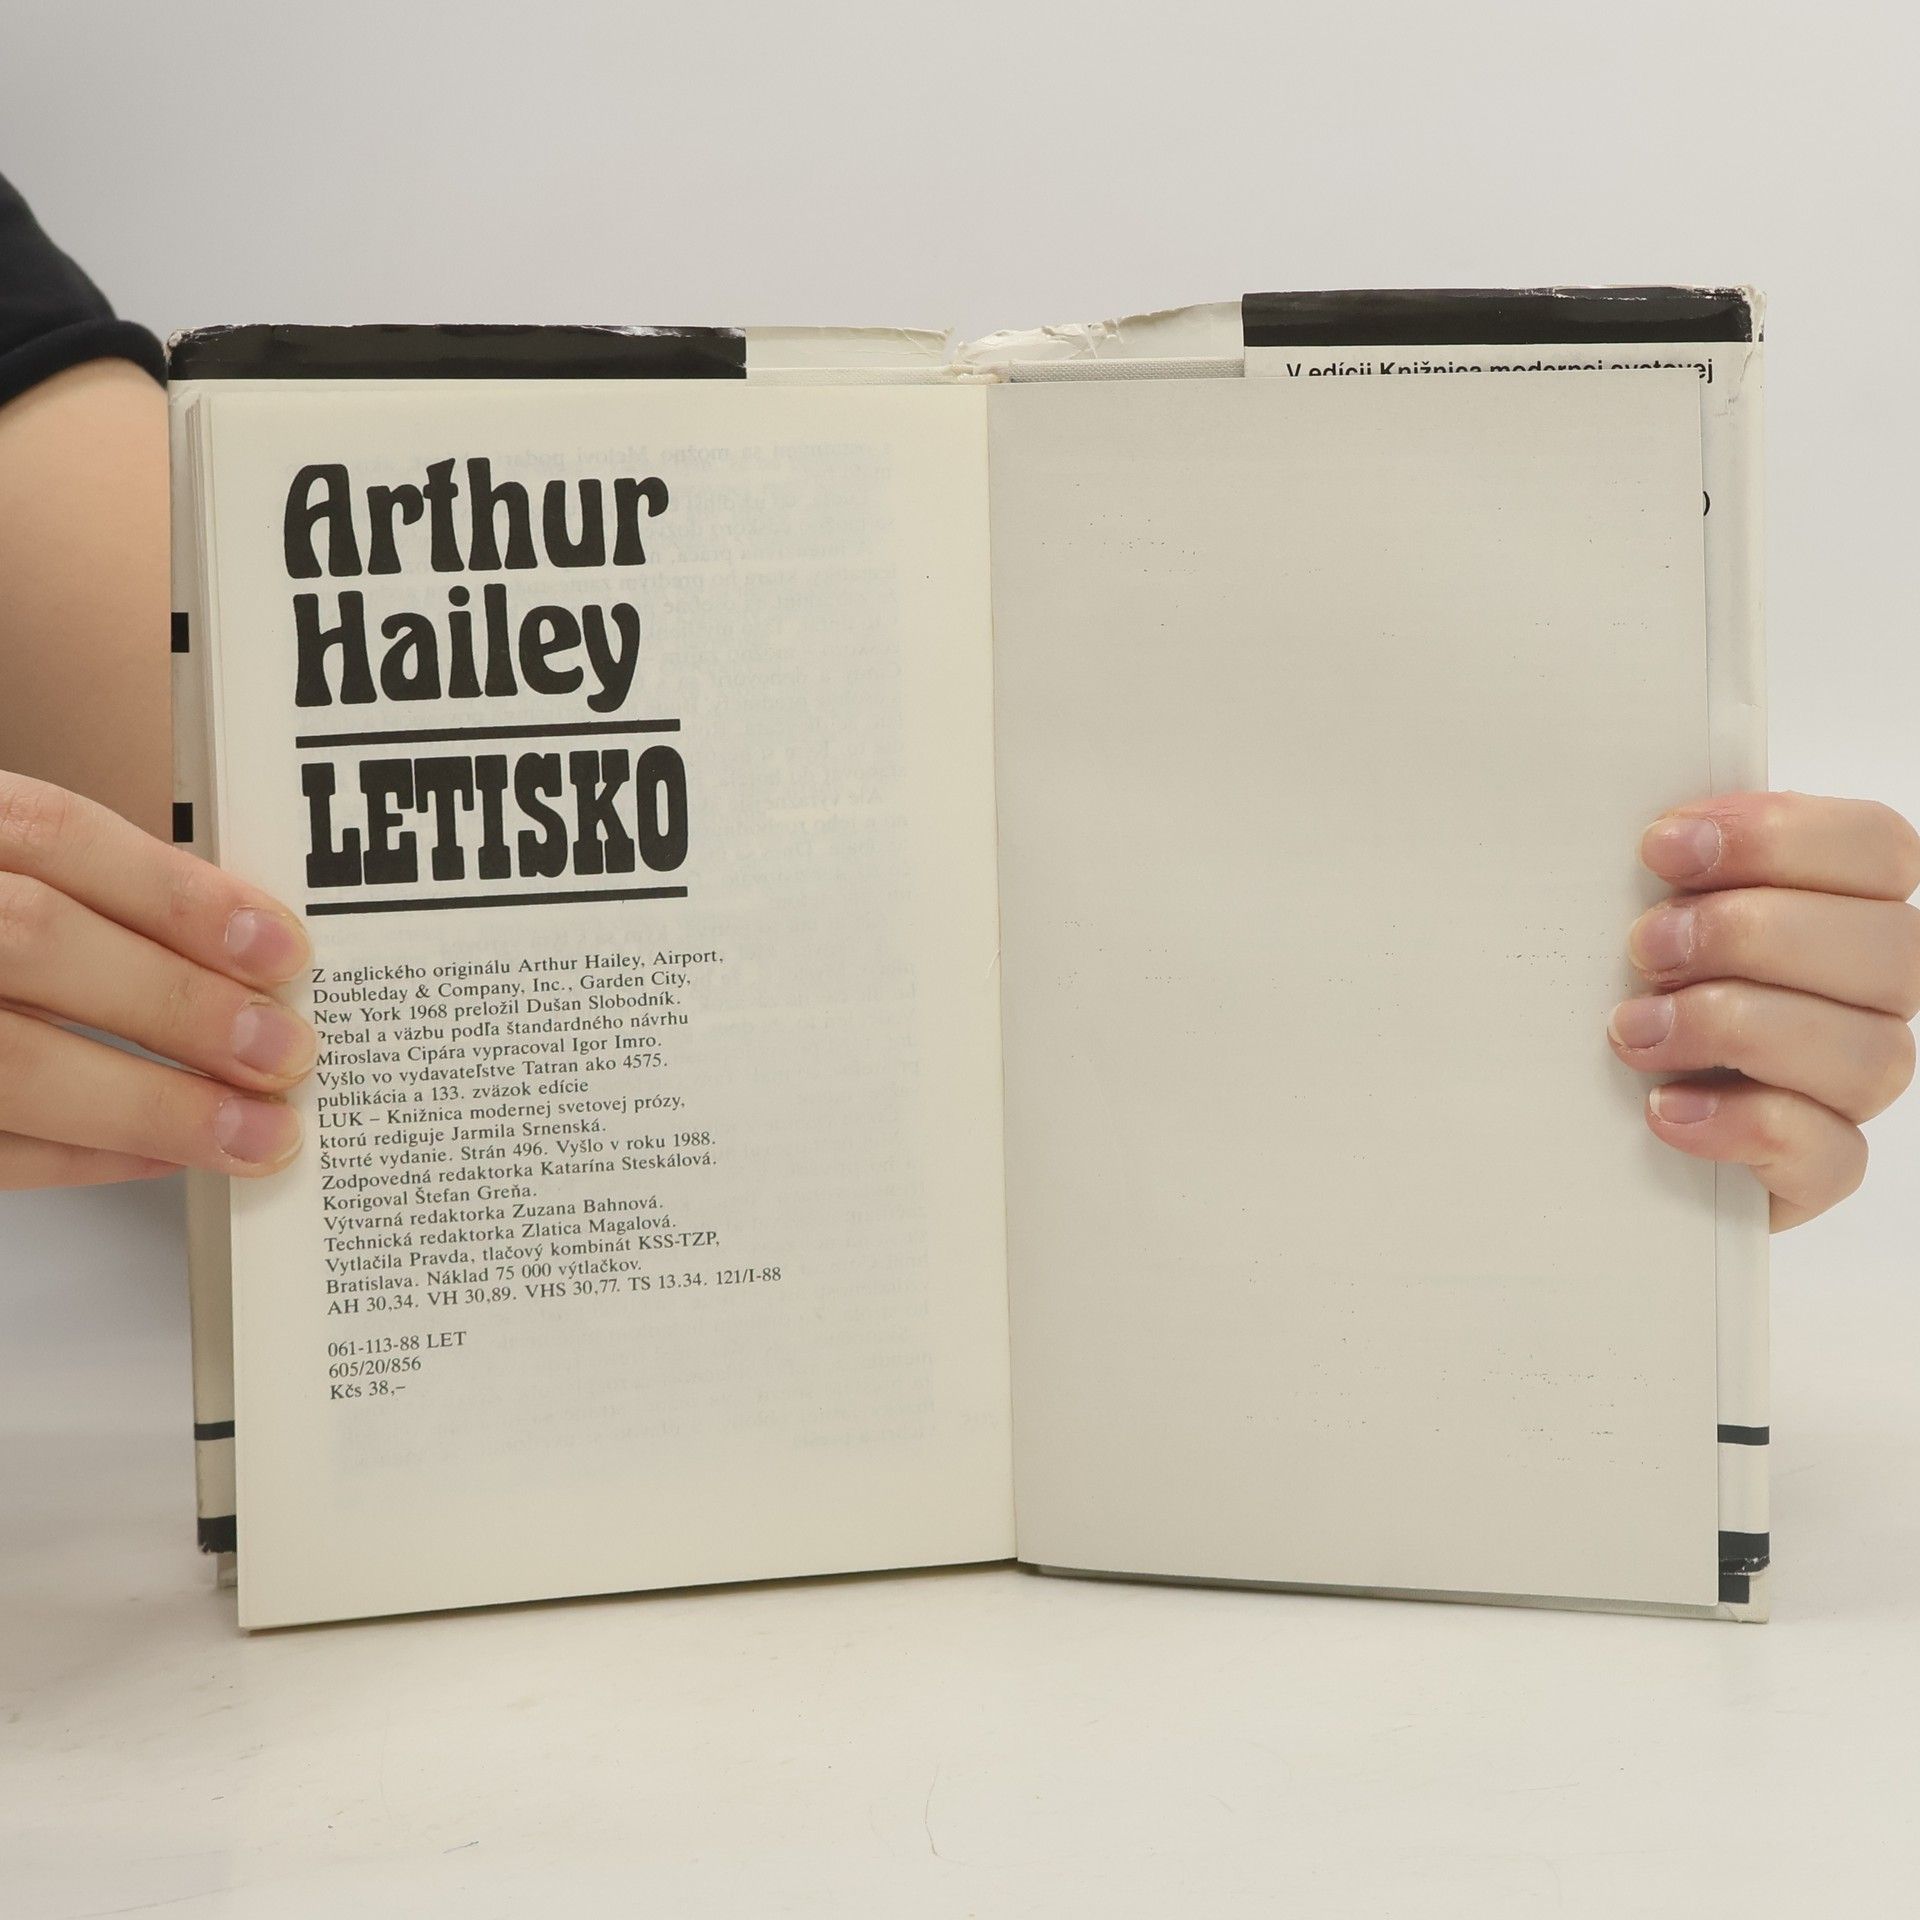 Arthur
Hailey
LETISKO
Z anglického originálu Arthur Hailey, Airport,
Doubleday & Company, Inc., Garden City,
New York 1968 preložil Dušan Slobodník.
Prebal a väzbu podľa štandardného návrhu
Miroslava Cipára vypracoval Igor Imro.
Vyšlo vo vydavateľstve Tatran ako 4575.
publikácia a 133. zväzok edície
LUK – Knižnica modernej svetovej prózy,
ktorú rediguje Jarmila Srnenská.
Štvrté vydanie. Strán 496. Vyšlo v roku 1988.
Zodpovedná redaktorka Katarína Steskálová.
Korigoval Štefan Greňa.
Výtvarná redaktorka Zuzana Bahnová.
Technická redaktorka Zlatica Magalová.
Vytlačila Pravda, tlačový kombinát KSS-TZP,
Bratislava. Náklad 75 000 výtlačkov.
AH 30,34. VH 30,89. VHS 30,77. TS 13.34. 121/I-88
061-113-88 LET
605/20/856
Kčs 38,–
V edícii Knižnica modernej svetovej
)